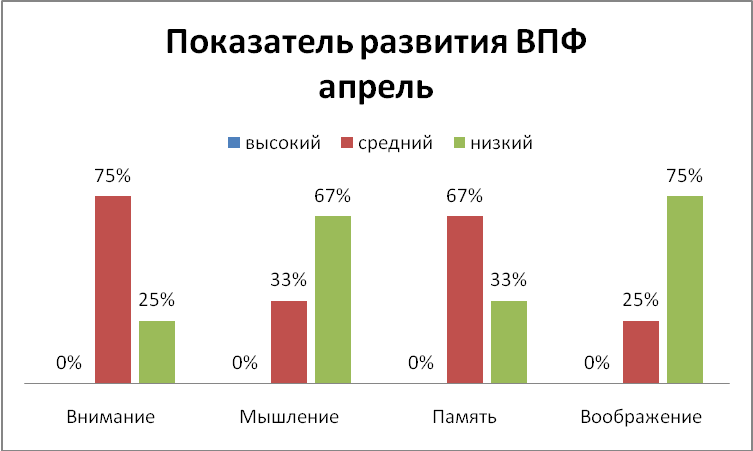 Показатель развития ВПФ
апрель
высокий средний низкий
75% 75%
67% 67%
33% 33%
25% 25%
0% 0% 0% 0%
Внимание Мышление Память Воображение